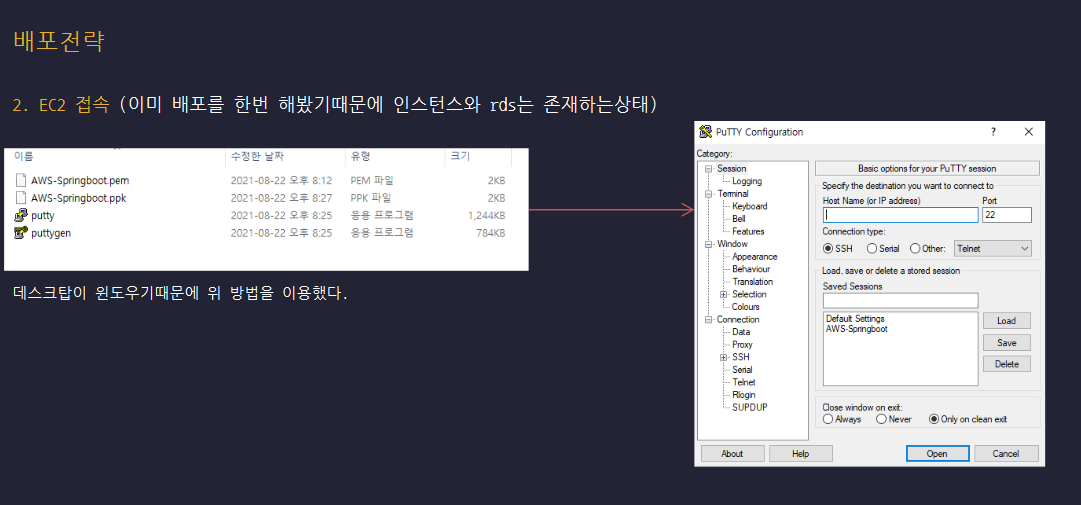 배포전략
2. EC2 접속 (이미 배포를 한번 해봤기때문에 인스턴스와 rds는 존재하는상태)
이름 수정한 날짜 유형 크기
AWS-Springboot.pem 2021-08-22 오후 8:12 PEM 파일 2KB
AWS-Springboot.ppk 2021-08-22 오후 8:27 PPK 파일 2KB
putty 2021-08-22 오후 8:25 응용 프로그램 1,244KB
puttygen 2021-08-22 오후 8:25 응용 프로그램 784KB
데스크탑이 윈도우기때문에 위 방법을 이용했다.
PuTTY Configuration
Category:
Session
Logging
Terminal
Keyboard
Bell
Features
Window
Appearance
Behaviour
Translation
Selection
Colours
Connection
Data
Proxy
SSH
Serial
Telnet
Rlogin
SUPDUP
Basic options for your PuTTY session
Specify the destination you want to connect to
Host Name (or IP address) Port
22
Connection type:
SSH Serial Other: Telnet
Load, save or delete a stored session
Saved Sessions
Default Settings
AWS-Springboot
Load
Save
Delete
Close window on exit:
Always Never Only on clean exit
About Help Open Cancel